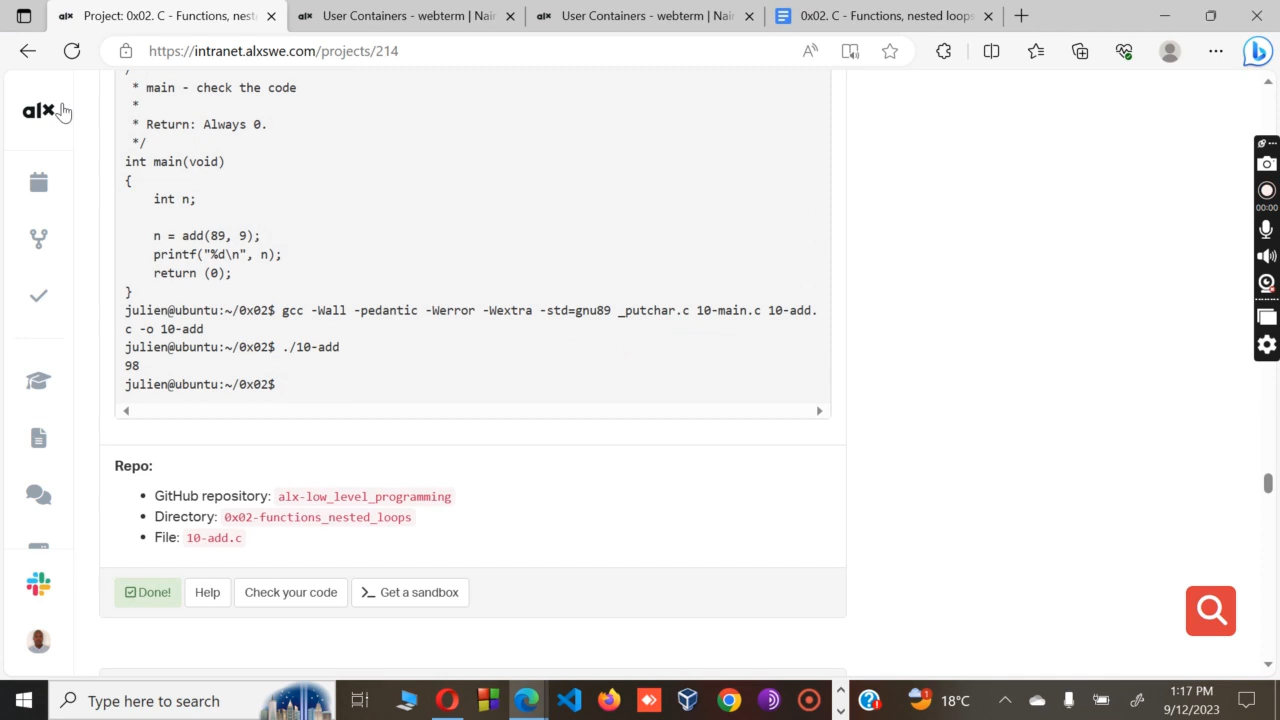 Project: 0x02. C - Functions, nest
User Containers - webterm | Nair
User Containers - webterm | Nair
0x02. C - Functions, nested loops
https://intranet.alxswe.com/projects/214
alx
* main - check the code
*
* Return: Always 0.
*/
int main(void)
{
int n;
n = add(89, 9);
printf("%d\n", n);
return (0);
}
julien@ubuntu:~/0x02$ gcc -Wall -pedantic -Werror -Wextra -std=gnu89 _putchar.c 10-main.c 10-add.
c -o 10-add
julien@ubuntu:~/0x02$ ./10-add
98
julien@ubuntu:~/0x02$
Repo:
• GitHub repository: alx-low_level_programming
• Directory: 0x02-functions_nested_loops
• File: 10-add.c
Done! Help Check your code Get a sandbox
00:00
Type here to search
18°C
1:17 PM
9/12/2023